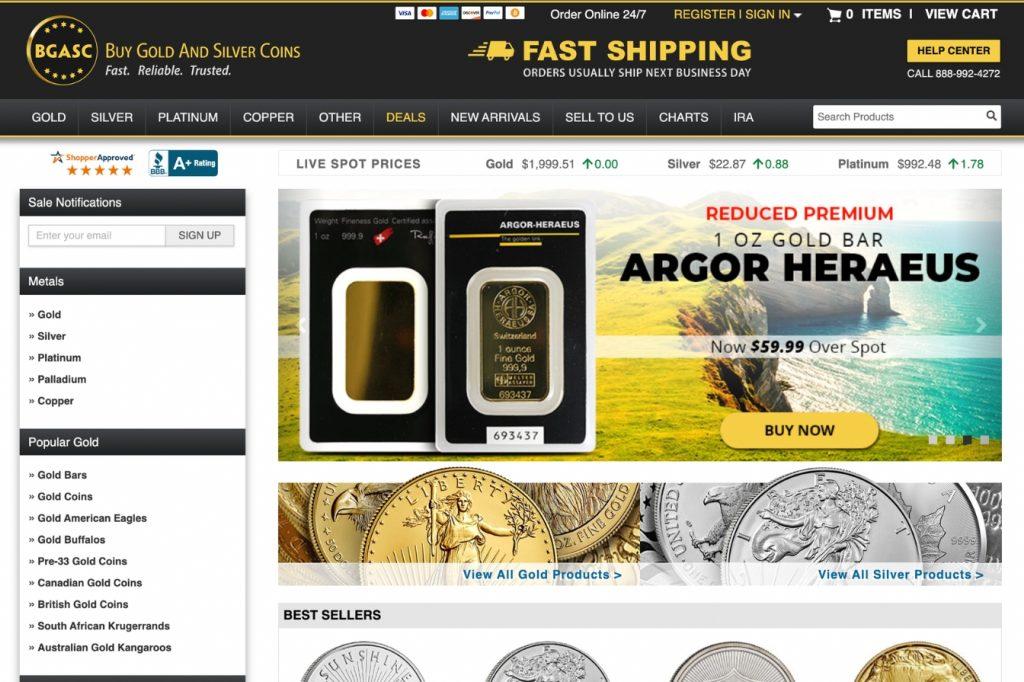 VISA
DISCOVER
PayPal
Order Online 24/7
REGISTER | SIGN IN
0 ITEMS | VIEW CART
BGASC
BUY GOLD AND SILVER COINS
Fast. Reliable. Trusted.
FAST SHIPPING
ORDERS USUALLY SHIP NEXT BUSINESS DAY
HELP CENTER
CALL 888-992-4272
GOLD
SILVER
PLATINUM
COPPER
OTHER
DEALS
NEW ARRIVALS
SELL TO US
CHARTS
IRA
Search Products
ShopperApproved
BBB.
A+ Rating
LIVE SPOT PRICES
Gold $1,999.51 0.00
Silver $22.87 0.88
Platinum $992.48 1.78
Sale Notifications
Enter your email
SIGN UP
Metals
» Gold
» Silver
» Platinum
» Palladium
» Copper
Popular Gold
» Gold Bars
» Gold Coins
» Gold American Eagles
» Gold Buffalos
» Pre-33 Gold Coins
» Canadian Gold Coins
» British Gold Coins
» South African Krugerrands
» Australian Gold Kangaroos
Weight Fineness Gold Certified
1 oz 999.9
ARGOR-HERAEUS
The golden link
ARGOR
HERAEUS
Switzerland
1 ounce
Fine Gold
999,9
MELTER
ASSAYER
693437
693437
REDUCED PREMIUM
1 OZ GOLD BAR
ARGOR HERAEUS
Now $59.99 Over Spot
BUY NOW
LIBERTY
OZ. FINE GOLD
View All Gold Products >
UNITED
9999
View All Silver Products >
BEST SELLERS
SUNSHINE